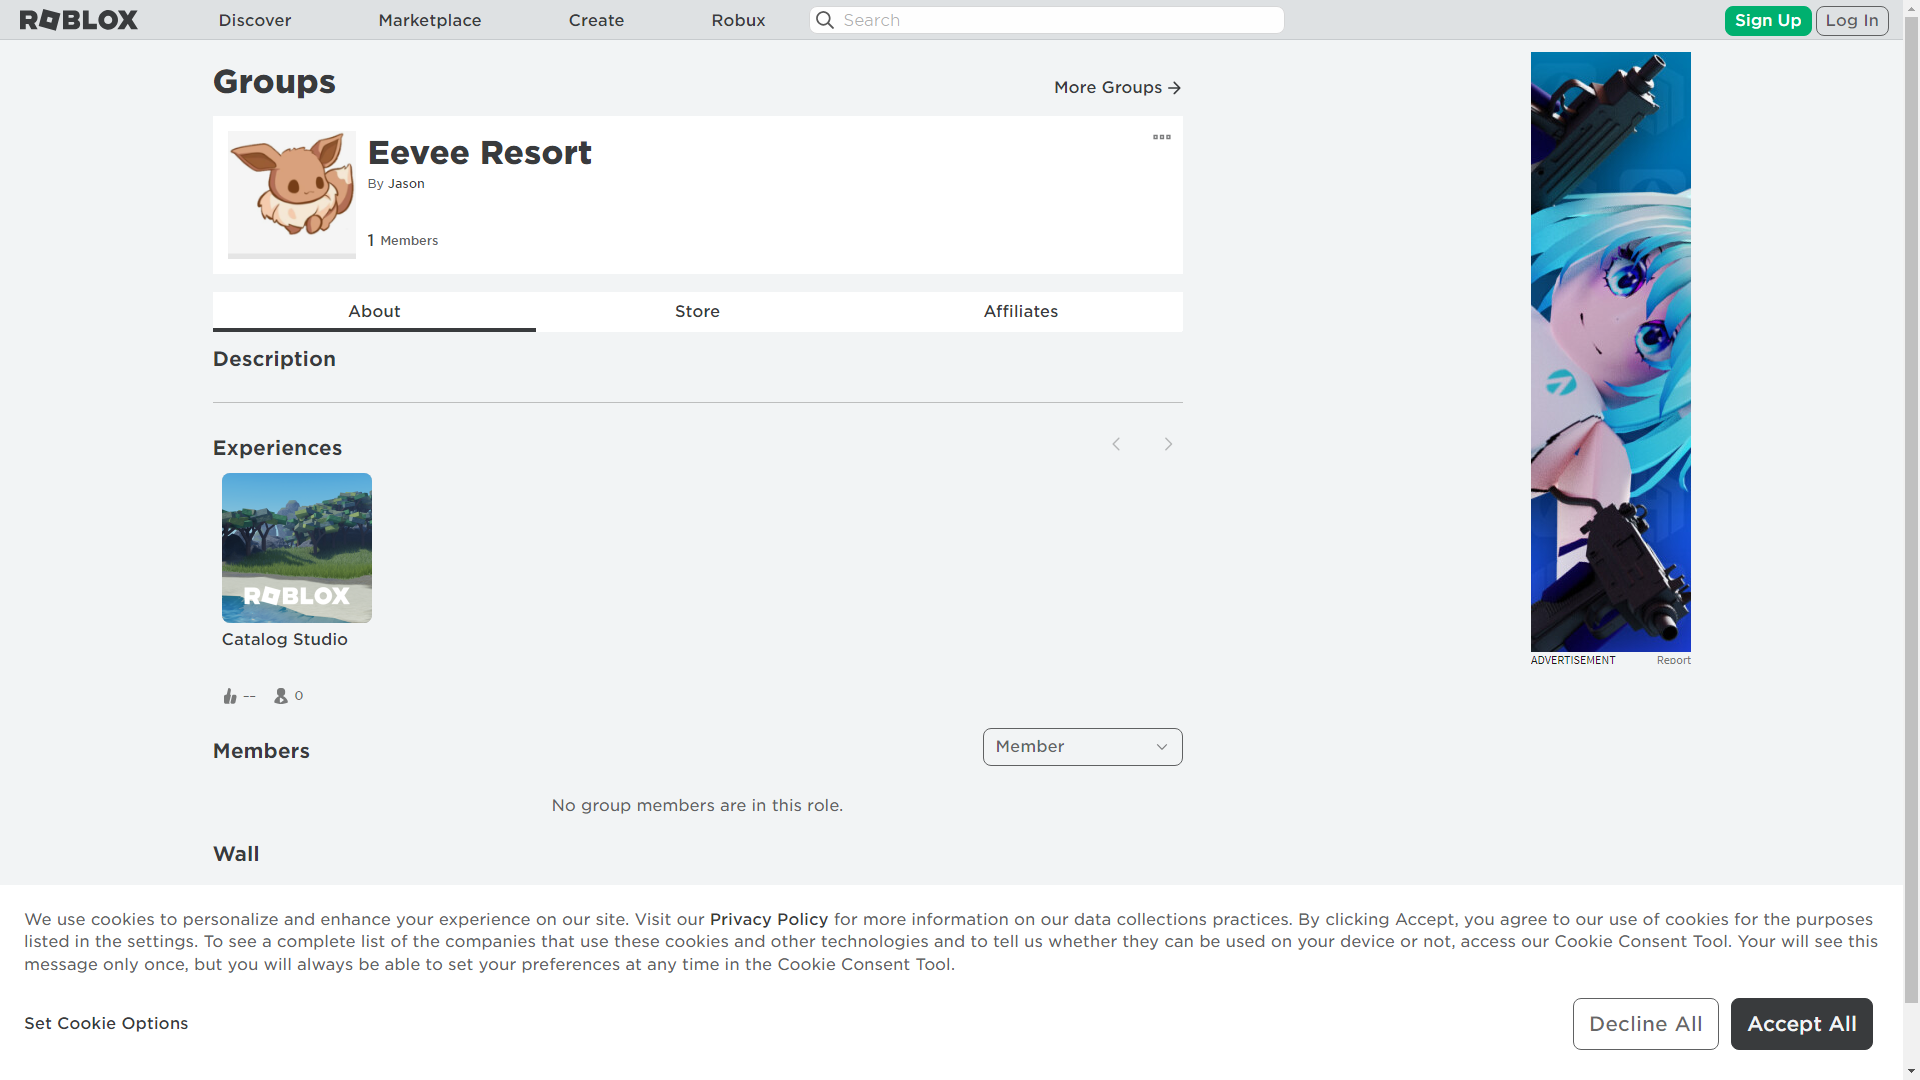 ROBLOX
Discover
Marketplace
Create
Robux
Search
Sign Up
Log In
Groups
More Groups
Eevee Resort
By Jason
1 Members
About
Store
Affiliates
Description
Experiences
ROBLOX
Catalog Studio
--
0
ADVERTISEMENT
Report
Members
Member
No group members are in this role.
Wall
We use cookies to personalize and enhance your experience on our site. Visit our Privacy Policy for more information on our data collections practices. By clicking Accept, you agree to our use of cookies for the purposes
listed in the settings. To see a complete list of the companies that use these cookies and other technologies and to tell us whether they can be used on your device or not, access our Cookie Consent Tool. Your will see this
message only once, but you will always be able to set your preferences at any time in the Cookie Consent Tool.
Set Cookie Options
Decline All
Accept All